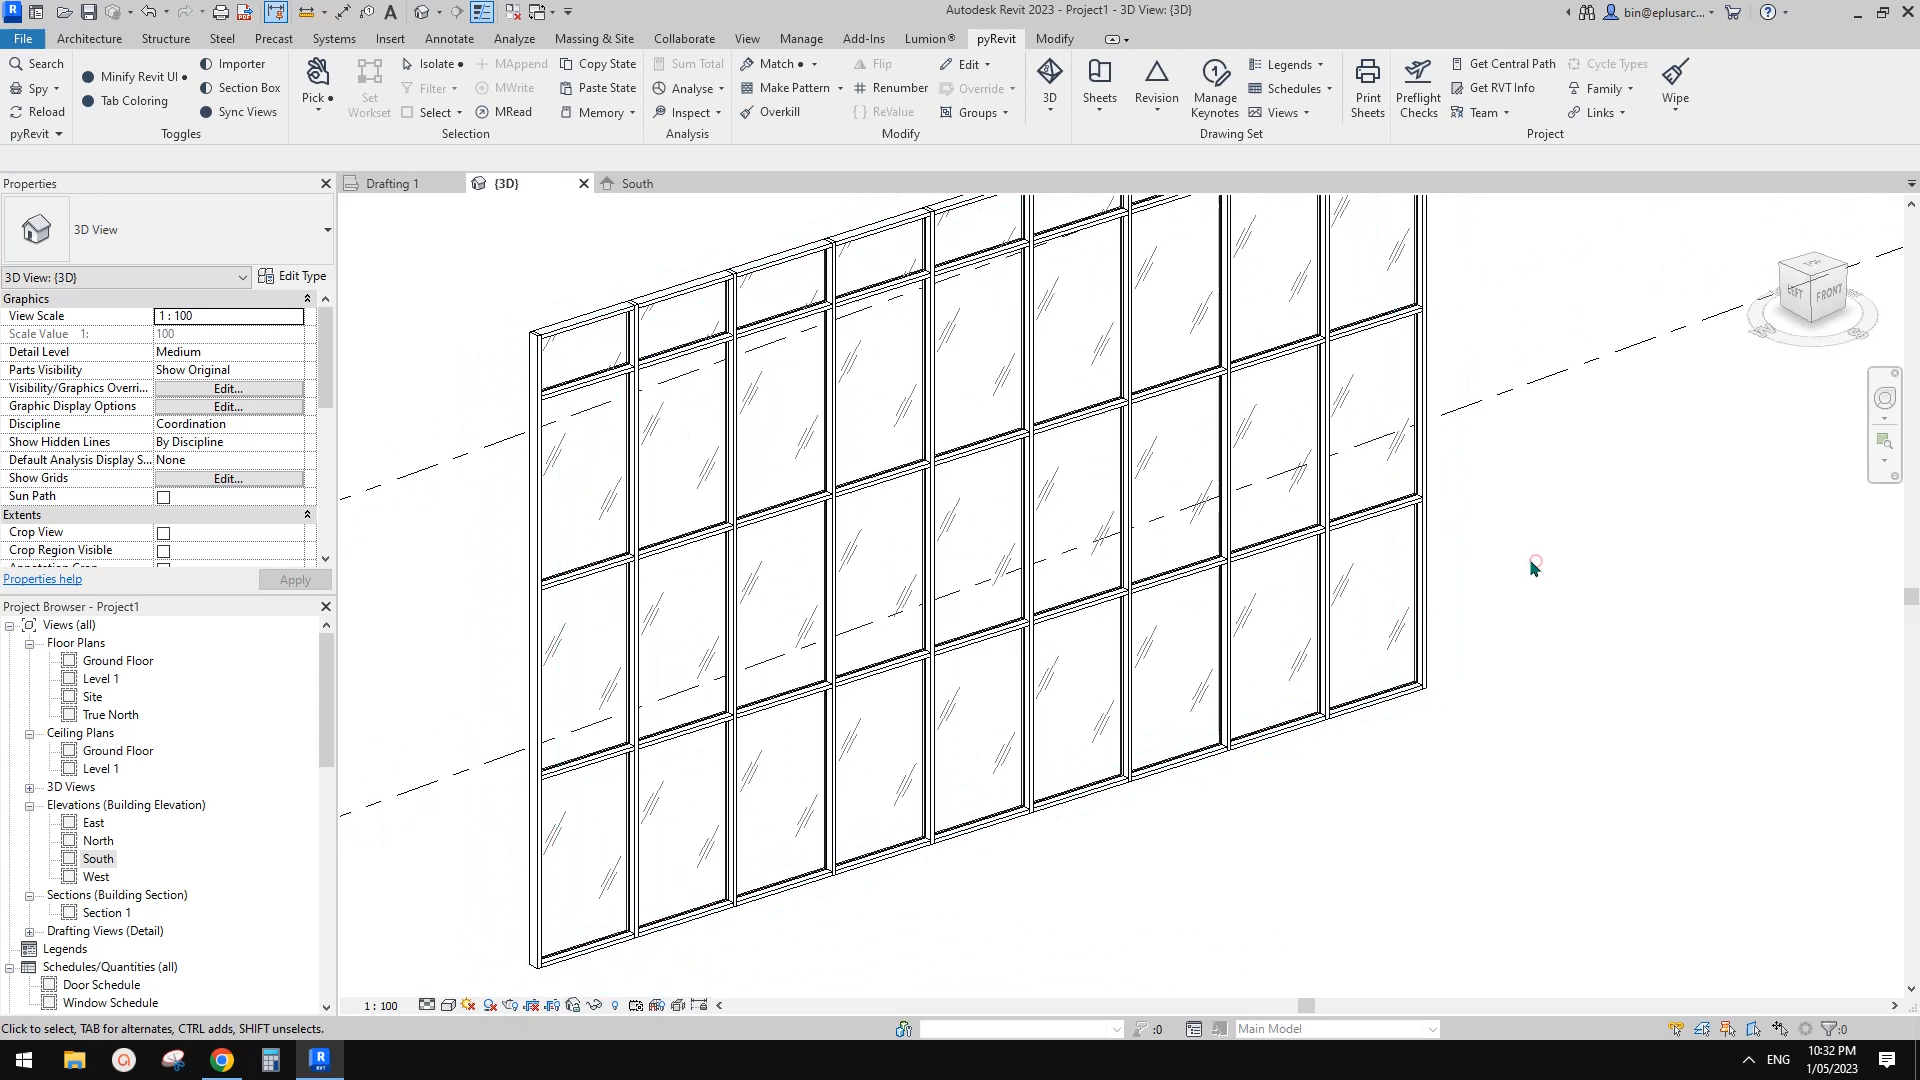 Autodesk Revit 2023 - Project1 - 3D View: {3D}
bin@eplusarc...
File
Architecture
Structure
Steel
Precast
Systems
Insert
Annotate
Analyze
Massing & Site
Collaborate
View
Manage
Add-Ins
Lumion®
pyRevit
Modify
Search
Spy
Reload
pyRevit
Minify Revit UI
Tab Coloring
Importer
Section Box
Sync Views
Toggles
Pick
Set
Workset
Isolate
Filter
Select
MAppend
MWrite
MRead
Copy State
Paste State
Memory
Selection
Sum Total
Analyse
Inspect
Analysis
Match
Make Pattern
Overkill
Flip
Renumber
ReValue
Edit
Override
Groups
Modify
3D
Sheets
Revision
Manage
Keynotes
Legends
Schedules
Views
Drawing Set
Print
Sheets
Preflight
Checks
Get Central Path
Get RVT Info
Team
Cycle Types
Family
Links
Wipe
Project
Properties
Drafting 1
{3D}
South
3D View
3D View: {3D}
Edit Type
Graphics
View Scale
1 : 100
Scale Value 1:
100
Detail Level
Medium
Parts Visibility
Show Original
Visibility/Graphics Overri...
Edit...
Graphic Display Options
Edit...
Discipline
Coordination
Show Hidden Lines
By Discipline
Default Analysis Display S...
None
Show Grids
Edit...
Sun Path
Extents
Crop View
Crop Region Visible
Properties help
Apply
Project Browser - Project1
Views (all)
Floor Plans
Ground Floor
Level 1
Site
True North
Ceiling Plans
Ground Floor
Level 1
3D Views
Elevations (Building Elevation)
East
North
South
West
Sections (Building Section)
Section 1
Drafting Views (Detail)
Legends
Schedules/Quantities (all)
Door Schedule
Window Schedule
TOP
LEFT
FRONT
1 : 100
Click to select, TAB for alternates, CTRL adds, SHIFT unselects.
:0
Main Model
:0
ENG
10:32 PM
1/05/2023